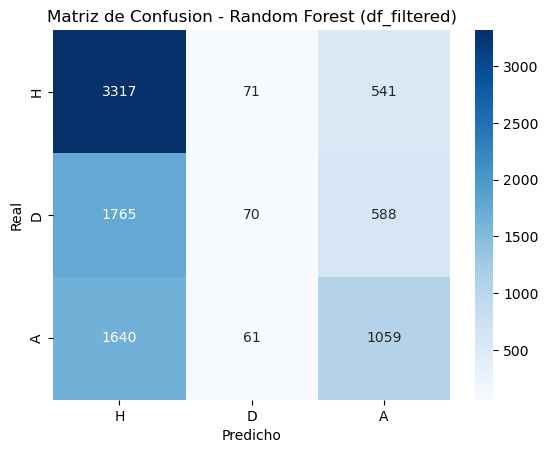 Matriz de Confusion - Random Forest (df_filtered)
H 3317 71 541
D 1765 70 588
A 1640 61 1059
H D A
Real
Predicho
3000
2500
2000
1500
1000
500